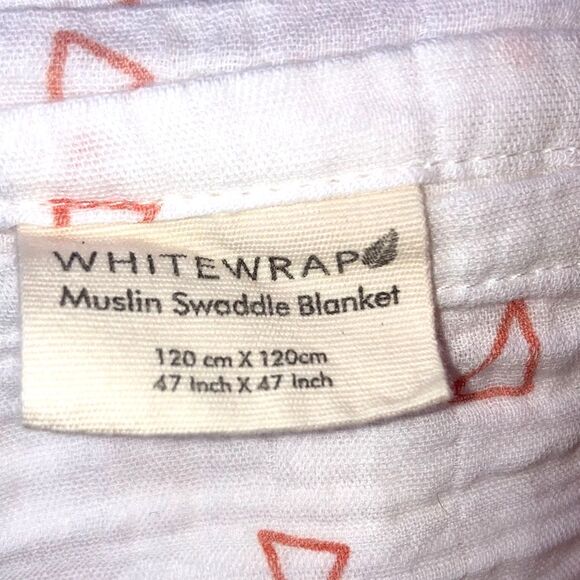 WHITEWRAP
Muslin Swaddle Blanket
120 cm X 120cm
47 Inch X 47 Inch